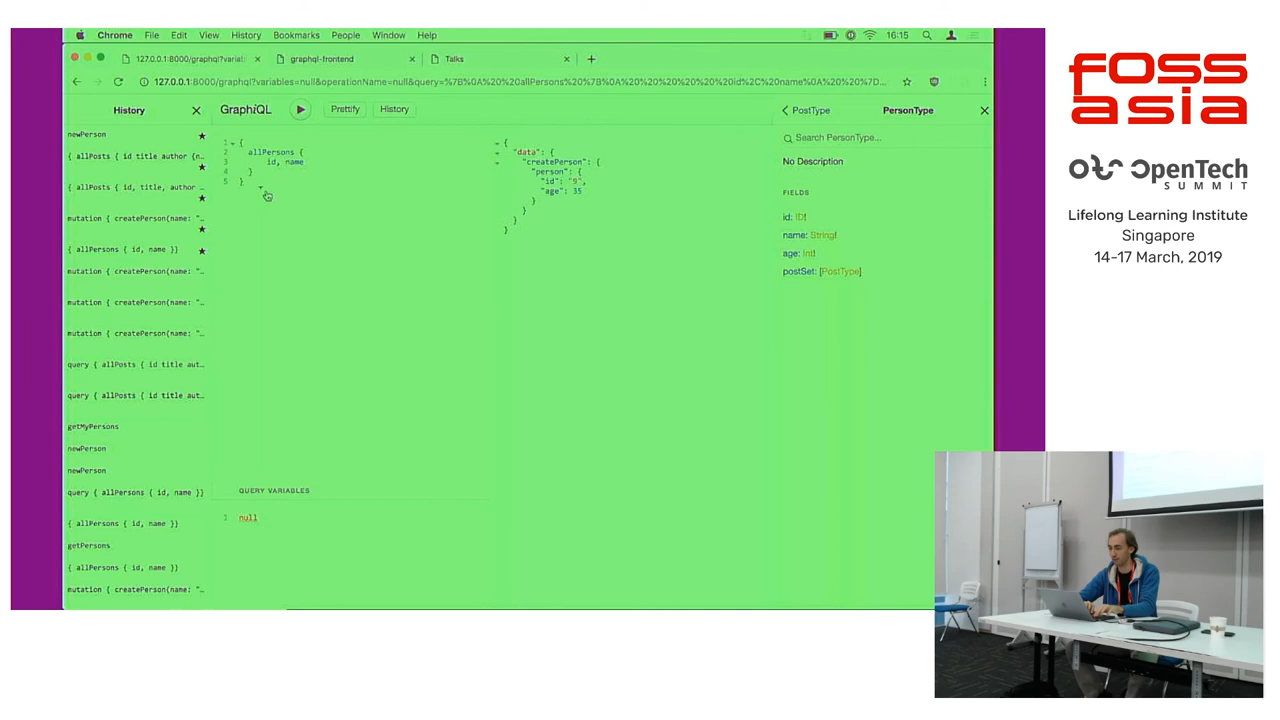 Chrome File Edit View History Bookmarks People Window Help 16:15
127.0.0.1:8000/graphql?variat: × graphql-frontend × Talks × +
127.0.0.1:8000/graphql?variables=null&operationName=null&query=%7B%0A%20%20allPersons%20%7B%0A%20%20%20%20%20%20id%2C%20name%0A%20%20%7D...
History
GraphiQL
Prettify
History
PostType
PersonType
newPerson ★
{ allPosts { id title author {n… ★
{ allPosts { id, title, author … ★
mutation { createPerson(name: "… ★
{ allPersons { id, name }} ★
mutation { createPerson(name: "…
mutation { createPerson(name: "…
mutation { createPerson(name: "…
query { allPosts { id title aut…
query { allPosts { id title aut…
getMyPersons
newPerson
newPerson
query { allPersons { id, name }}
{ allPersons { id, name }}
getPersons
{ allPersons { id, name }}
mutation { createPerson(name: "…
1 {
2 allPersons {
3 id, name
4 }
5 }
QUERY VARIABLES
1 null
{
"data": {
"createPerson": {
"person": {
"id": "9",
"age": 35
}
}
}
}
Search PersonType...
No Description
FIELDS
id: ID!
name: String!
age: Int!
postSet: [PostType]
FOSS
asia
OpenTech
SUMMIT
Lifelong Learning Institute
Singapore
14-17 March, 2019